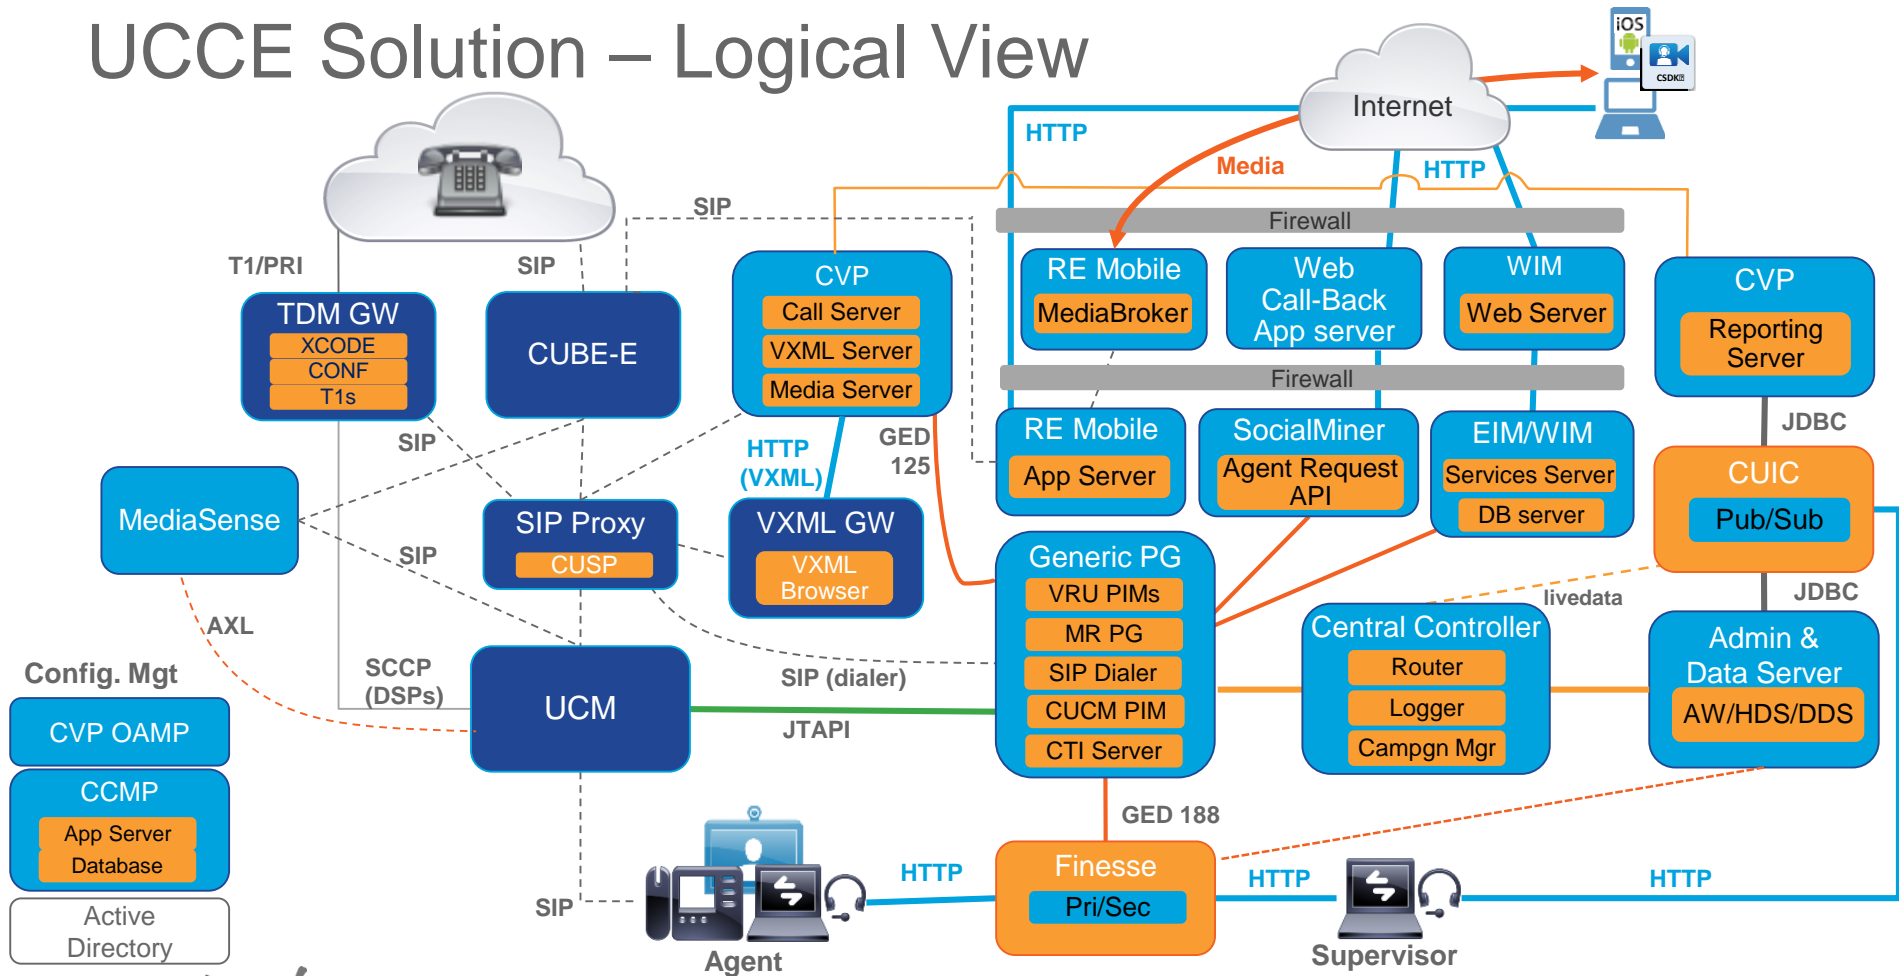 UCCE Solution – Logical View
iOS
CSDK
Internet
HTTP
Media
HTTP
SIP
Firewall
T1/PRI
SIP
CVP
Call Server
VXML Server
Media Server
RE Mobile
MediaBroker
Web
Call-Back
App server
WIM
Web Server
CVP
Reporting
Server
TDM GW
XCODE
CONF
T1s
CUBE-E
Firewall
SIP
HTTP
(VXML)
GED
125
RE Mobile
App Server
SocialMiner
Agent Request
API
EIM/WIM
Services Server
DB server
JDBC
CUIC
Pub/Sub
MediaSense
SIP Proxy
CUSP
VXML GW
VXML
Browser
SIP
Generic PG
VRU PIMs
MR PG
SIP Dialer
CUCM PIM
CTI Server
livedata
JDBC
Central Controller
Router
Logger
Campgn Mgr
Admin &
Data Server
AW/HDS/DDS
AXL
SCCP
(DSPs)
UCM
SIP (dialer)
JTAPI
Config. Mgt
CVP OAMP
CCMP
App Server
Database
Active
Directory
GED 188
SIP
HTTP
Finesse
Pri/Sec
HTTP
HTTP
Agent
Supervisor